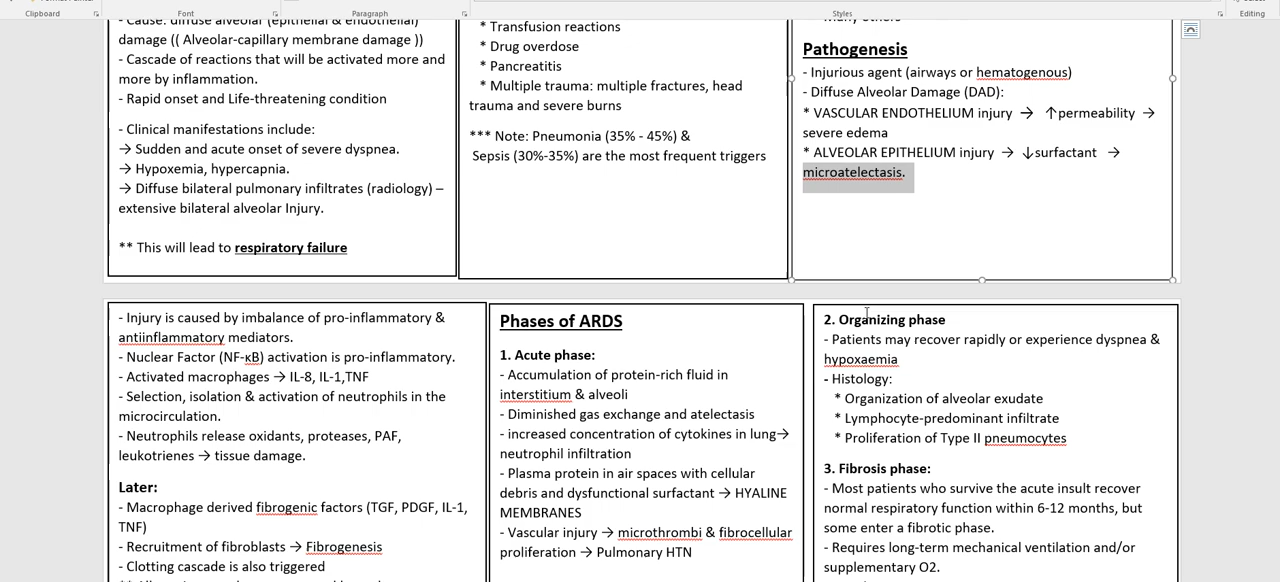 Clipboard
Font
Paragraph
Styles
Editing
- Cause: diffuse alveolar (epithelial & endothelial)
damage (( Alveolar-capillary membrane damage ))
- Cascade of reactions that will be activated more and
more by inflammation.
- Rapid onset and Life-threatening condition
- Clinical manifestations include:
→ Sudden and acute onset of severe dyspnea.
→ Hypoxemia, hypercapnia.
→ Diffuse bilateral pulmonary infiltrates (radiology) –
extensive bilateral alveolar Injury.
** This will lead to respiratory failure
* Transfusion reactions
* Drug overdose
* Pancreatitis
* Multiple trauma: multiple fractures, head
trauma and severe burns
*** Note: Pneumonia (35% - 45%) &
Sepsis (30%-35%) are the most frequent triggers
Many others
Pathogenesis
- Injurious agent (airways or hematogenous)
- Diffuse Alveolar Damage (DAD):
* VASCULAR ENDOTHELIUM injury → ↑permeability →
severe edema
* ALVEOLAR EPITHELIUM injury → ↓surfactant →
microatelectasis.
- Injury is caused by imbalance of pro-inflammatory &
antiinflammatory mediators.
- Nuclear Factor (NF-κB) activation is pro-inflammatory.
- Activated macrophages → IL-8, IL-1,TNF
- Selection, isolation & activation of neutrophils in the
microcirculation.
- Neutrophils release oxidants, proteases, PAF,
leukotrienes → tissue damage.
Later:
- Macrophage derived fibrogenic factors (TGF, PDGF, IL-1,
TNF)
- Recruitment of fibroblasts → Fibrogenesis
- Clotting cascade is also triggered
Phases of ARDS
1. Acute phase:
- Accumulation of protein-rich fluid in
interstitium & alveoli
- Diminished gas exchange and atelectasis
- increased concentration of cytokines in lung→
neutrophil infiltration
- Plasma protein in air spaces with cellular
debris and dysfunctional surfactant → HYALINE
MEMBRANES
- Vascular injury → microthrombi & fibrocellular
proliferation → Pulmonary HTN
2. Organizing phase
- Patients may recover rapidly or experience dyspnea &
hypoxaemia
- Histology:
* Organization of alveolar exudate
* Lymphocyte-predominant infiltrate
* Proliferation of Type II pneumocytes
3. Fibrosis phase:
- Most patients who survive the acute insult recover
normal respiratory function within 6-12 months, but
some enter a fibrotic phase.
- Requires long-term mechanical ventilation and/or
supplementary O2.